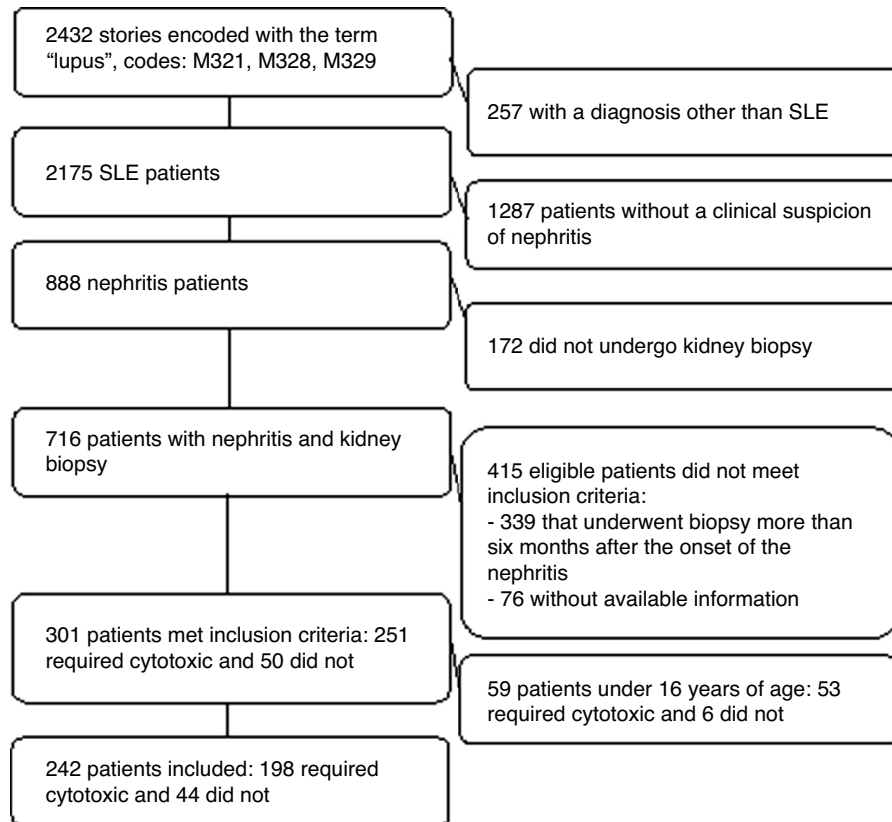 2432 stories encoded with the term
“lupus”, codes: M321, M328, M329
257 with a diagnosis other than SLE
2175 SLE patients
1287 patients without a clinical suspicion
of nephritis
888 nephritis patients
172 did not undergo kidney biopsy
716 patients with nephritis and kidney
biopsy
415 eligible patients did not meet
inclusion criteria:
- 339 that underwent biopsy more than
six months after the onset of the
nephritis
- 76 without available information
301 patients met inclusion criteria: 251
required cytotoxic and 50 did not
59 patients under 16 years of age: 53
required cytotoxic and 6 did not
242 patients included: 198 required
cytotoxic and 44 did not